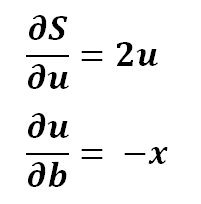 ∂S/∂u = 2u
∂u/∂b = −x